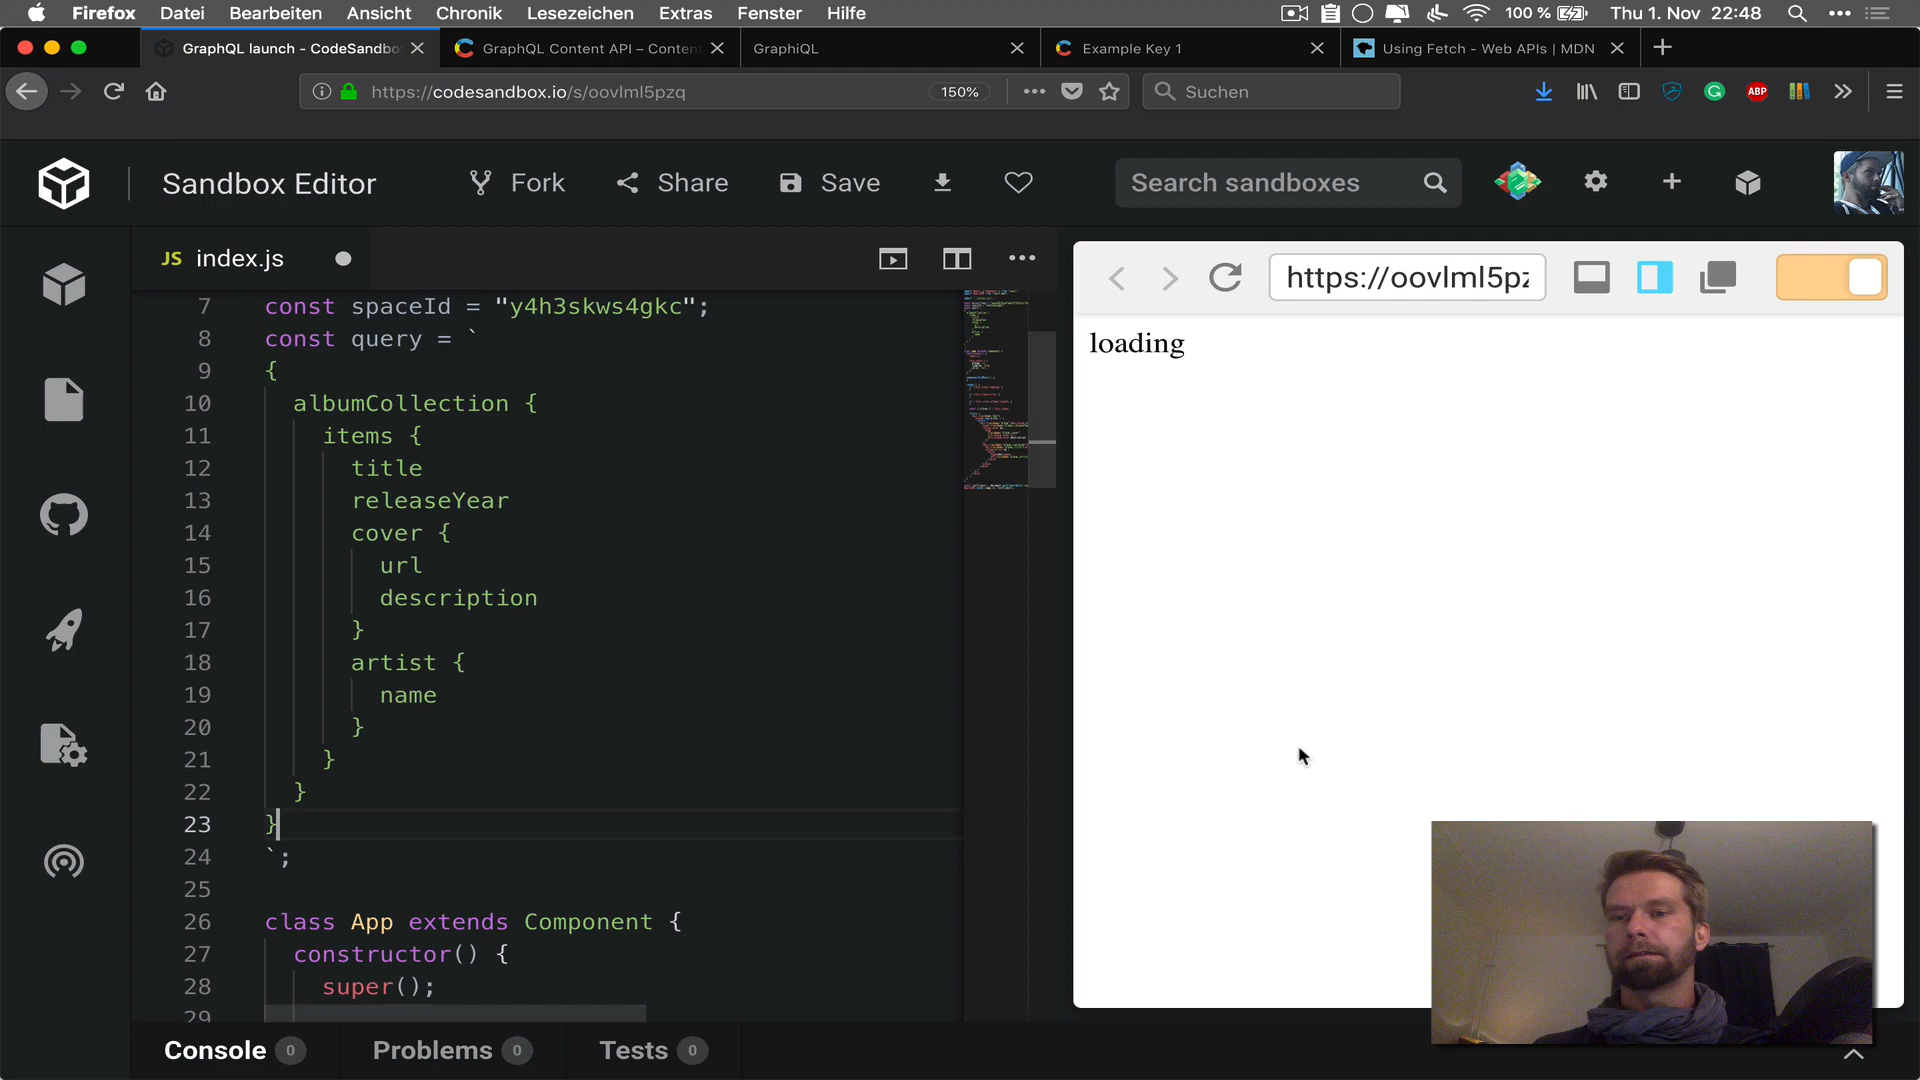 Firefox Datei Bearbeiten Ansicht Chronik Lesezeichen Extras Fenster Hilfe 100 % Thu 1. Nov 22:48
GraphQL launch - CodeSandbo GraphQL Content API – Conten GraphiQL Example Key 1 Using Fetch - Web APIs | MDN
https://codesandbox.io/s/oovlml5pzq 150% Suchen ABP
Sandbox Editor Fork Share Save Search sandboxes
JS index.js
https://oovlml5pz
loading
7 const spaceId = "y4h3skws4gkc";
8 const query = `
9 {
10 albumCollection {
11 items {
12 title
13 releaseYear
14 cover {
15 url
16 description
17 }
18 artist {
19 name
20 }
21 }
22 }
23 }
24 `;
25
26 class App extends Component {
27 constructor() {
28 super();
29
Console 0 Problems 0 Tests 0